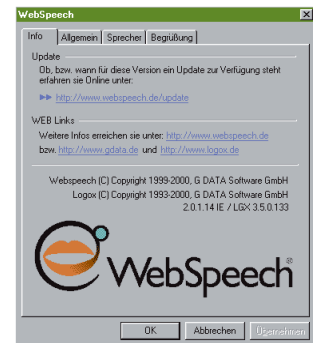 WebSpeech
Info Allgemein Sprecher Begrüßung
Update
Ob, bzw. wann für diese Version ein Update zur Verfügung steht
erfahren sie Online unter:
http://www.webspeech.de/update
WEB Links
Weitere Infos erreichen sie unter: http://www.webspeech.de
bzw. http://www.gdata.de und http://www.logox.de
Webspeech (C) Copyright 1999-2000, G DATA Software GmbH
Logox (C) Copyright 1993-2000, G DATA Software GmbH
2.0.1.14 IE / LGX 3.5.0.133
WebSpeech®
OK Abbrechen Übernehmen